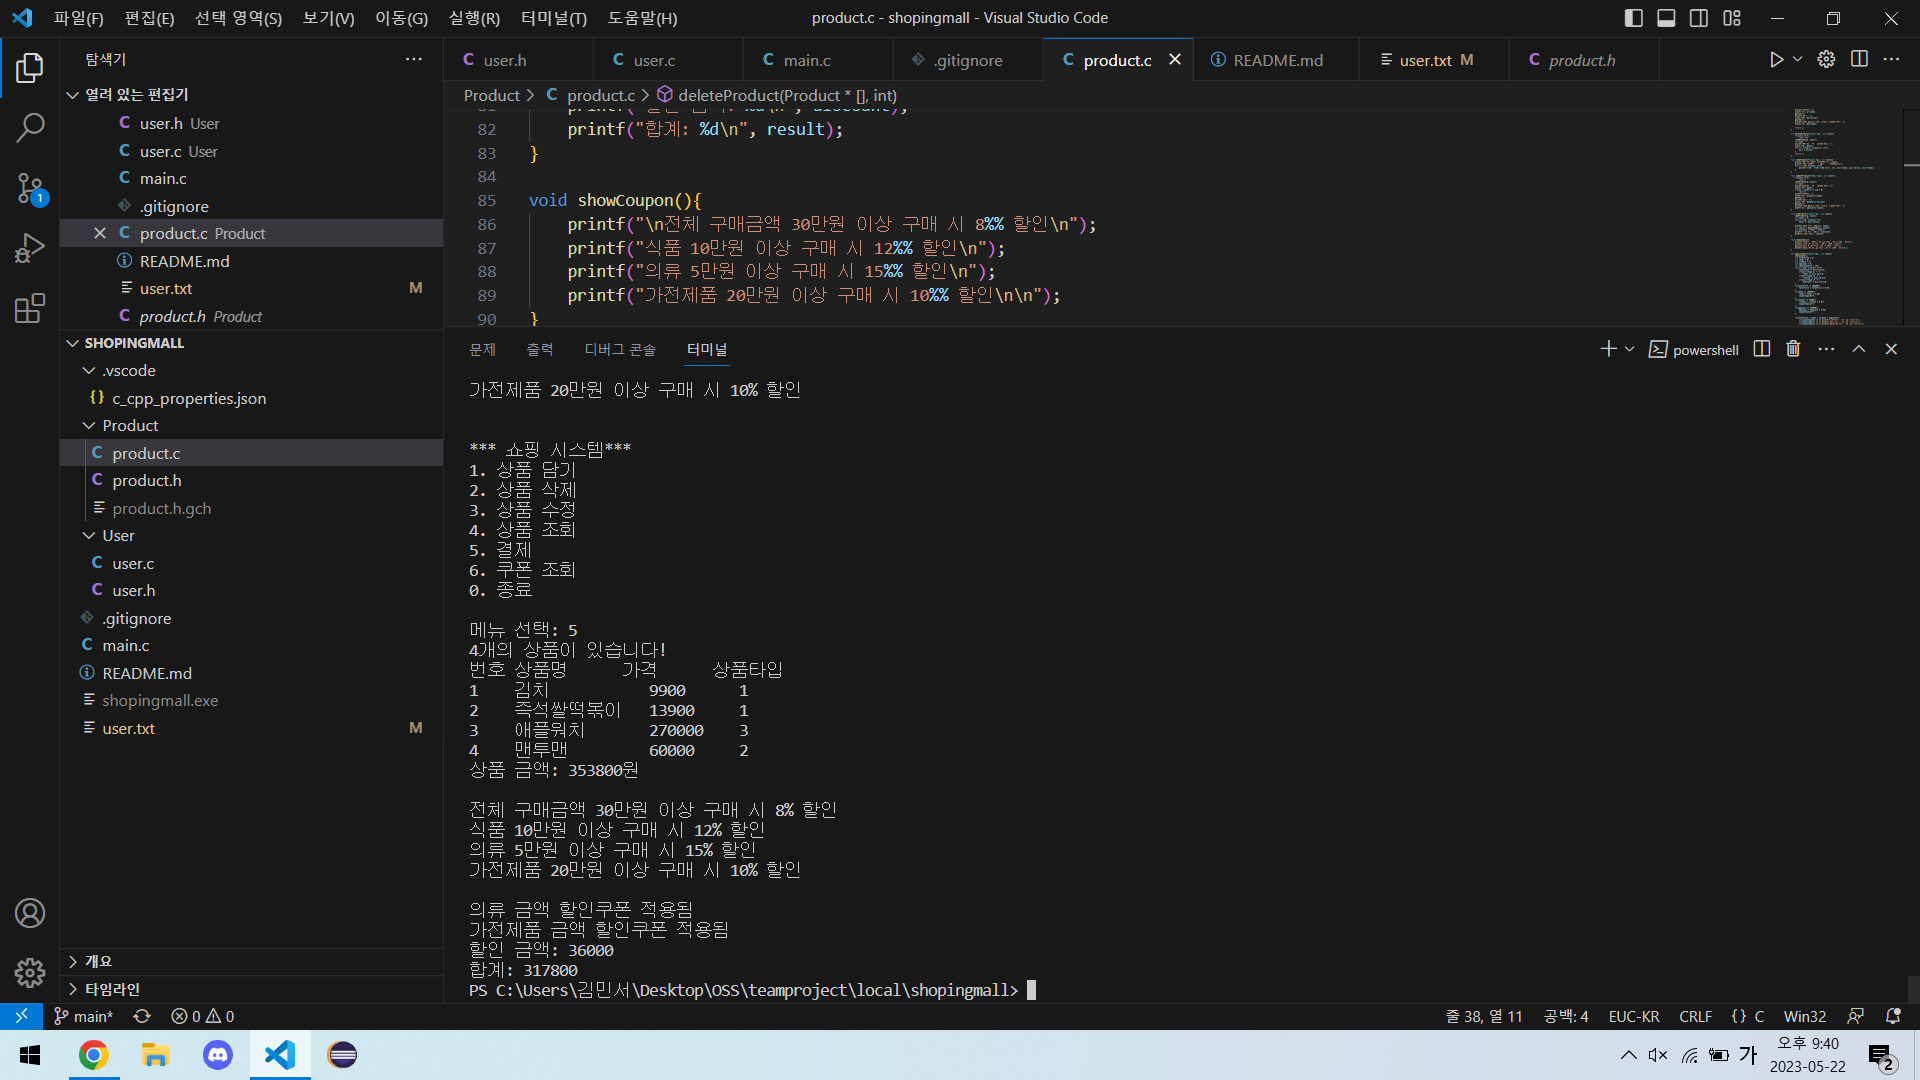 파일(F) 편집(E) 선택 영역(S) 보기(V) 이동(G) 실행(R) 터미널(T) 도움말(H) product.c - shopingmall - Visual Studio Code
탐색기
열려 있는 편집기
user.h User
user.c User
main.c
.gitignore
product.c Product
README.md
user.txt M
product.h Product
SHOPINGMALL
.vscode
c_cpp_properties.json
Product
product.c
product.h
product.h.gch
User
user.c
user.h
.gitignore
main.c
README.md
shopingmall.exe
user.txt M
개요
타임라인
1
user.h user.c main.c .gitignore product.c README.md user.txt M product.h
Product > product.c > deleteProduct(Product * [], int)
82 printf("합계: %d\n", result);
83 }
84
85 void showCoupon(){
86 printf("\n전체 구매금액 30만원 이상 구매 시 8%% 할인\n");
87 printf("식품 10만원 이상 구매 시 12%% 할인\n");
88 printf("의류 5만원 이상 구매 시 15%% 할인\n");
89 printf("가전제품 20만원 이상 구매 시 10%% 할인\n\n");
90 }
문제 출력 디버그 콘솔 터미널 powershell
가전제품 20만원 이상 구매 시 10% 할인
*** 쇼핑 시스템***
1. 상품 담기
2. 상품 삭제
3. 상품 수정
4. 상품 조회
5. 결제
6. 쿠폰 조회
0. 종료
메뉴 선택: 5
4개의 상품이 있습니다!
번호 상품명 가격 상품타입
1 김치 9900 1
2 즉석쌀떡볶이 13900 1
3 애플워치 270000 3
4 맨투맨 60000 2
상품 금액: 353800원
전체 구매금액 30만원 이상 구매 시 8% 할인
식품 10만원 이상 구매 시 12% 할인
의류 5만원 이상 구매 시 15% 할인
가전제품 20만원 이상 구매 시 10% 할인
의류 금액 할인쿠폰 적용됨
가전제품 금액 할인쿠폰 적용됨
할인 금액: 36000
합계: 317800
PS C:\Users\김민서\Desktop\OSS\teamproject\local\shopingmall>
main* 0 0 줄 38, 열 11 공백: 4 EUC-KR CRLF {} C Win32
가 오후 9:40
2023-05-22 2